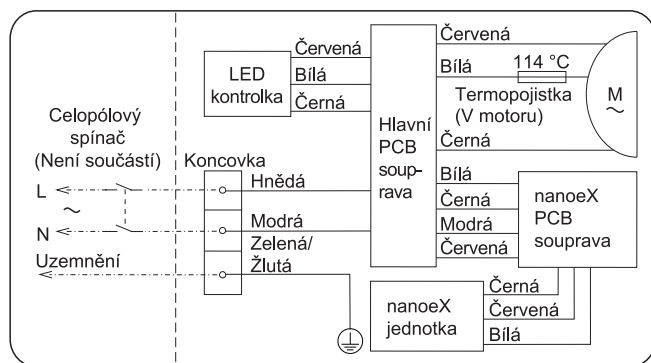 Celopólový
spínač
(Není součástí)
L
~
N
Uzemnění
Koncovka
Hnědá
Modrá
Zelená/
Žlutá
LED
kontrolka
Červená
Bílá
Černá
Hlavní
PCB
soup-
rava
Červená
Bílá
114 °C
Termopojistka
(V motoru)
Černá
M
~
Bílá
Černá
Modrá
Červená
nanoeX
PCB
souprava
nanoeX
jednotka
Černá
Červená
Bílá